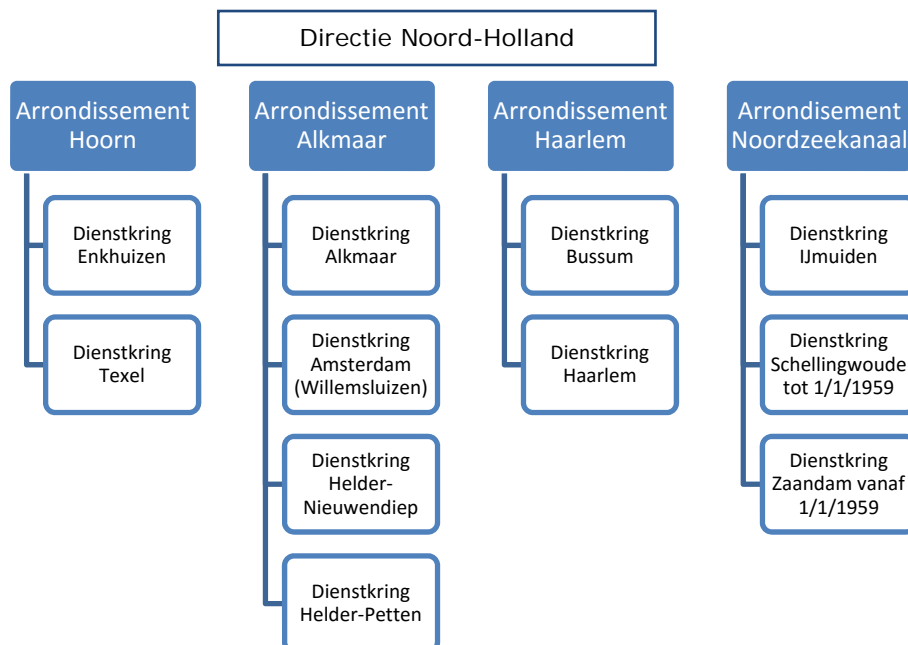 Directie Noord-Holland
Arrondissement
Hoorn
Dienstkring
Enkhuizen
Dienstkring
Texel
Arrondissement
Alkmaar
Dienstkring
Alkmaar
Dienstkring
Amsterdam
(Willemsluizen)
Dienstkring
Helder-
Nieuwendiep
Dienstkring
Helder-Petten
Arrondissement
Haarlem
Dienstkring
Bussum
Dienstkring
Haarlem
Arrondisement
Noordzeekanaal
Dienstkring
IJmuiden
Dienstkring
Schellingwoude
tot 1/1/1959
Dienstkring
Zaandam vanaf
1/1/1959